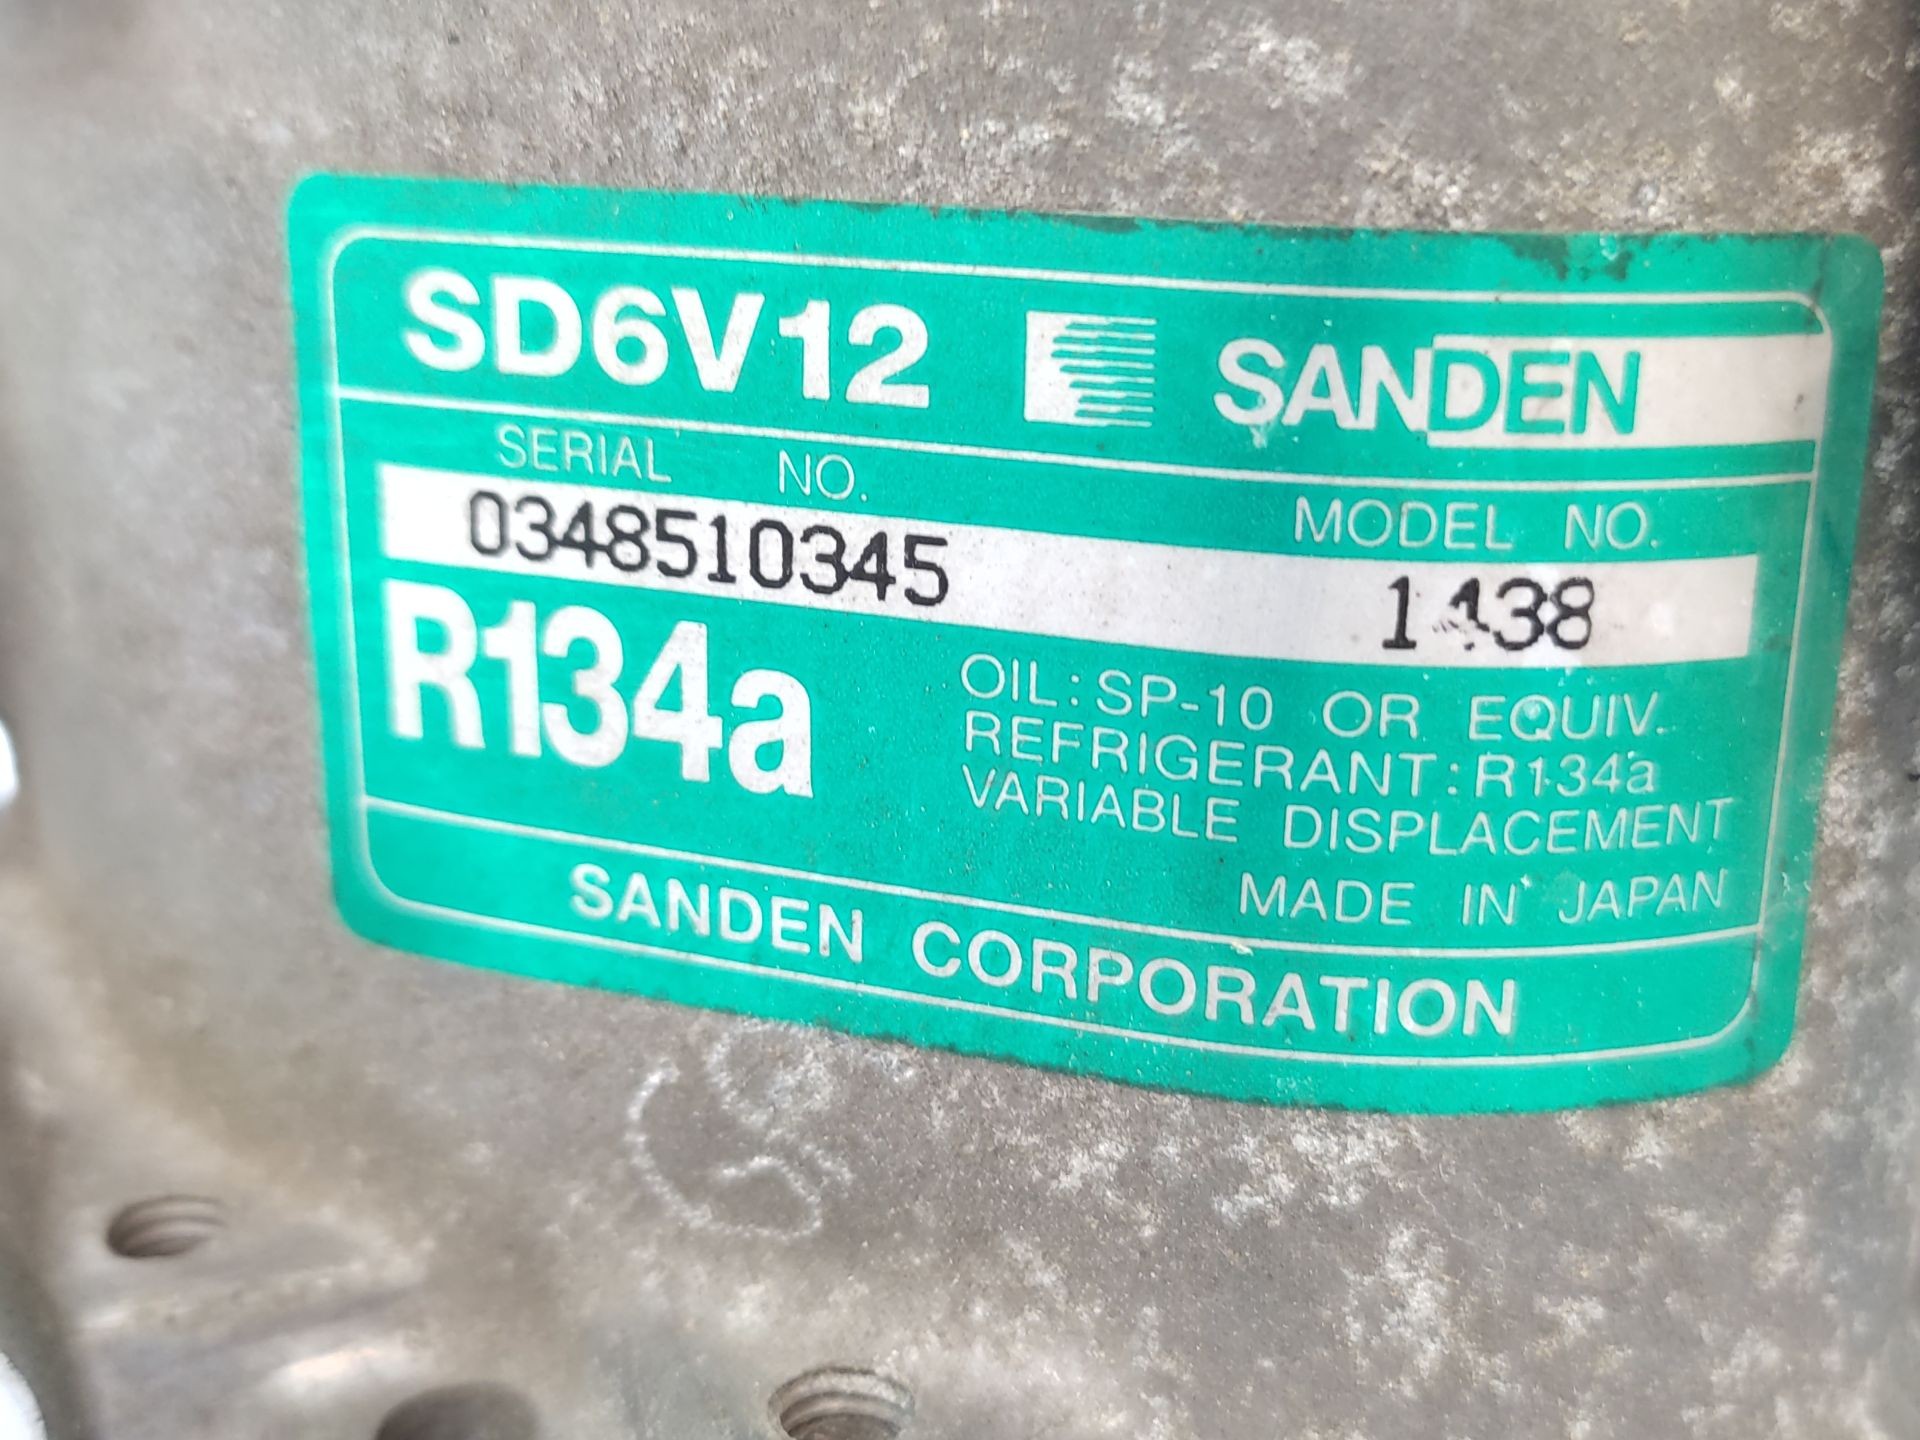 SD6V12 SANDEN
SERIAL NO. MODEL NO.
0348510345 1438
R134a
OIL: SP-10 OR EQUIV.
REFRIGERANT: R134a
VARIABLE DISPLACEMENT
MADE IN JAPAN
SANDEN CORPORATION